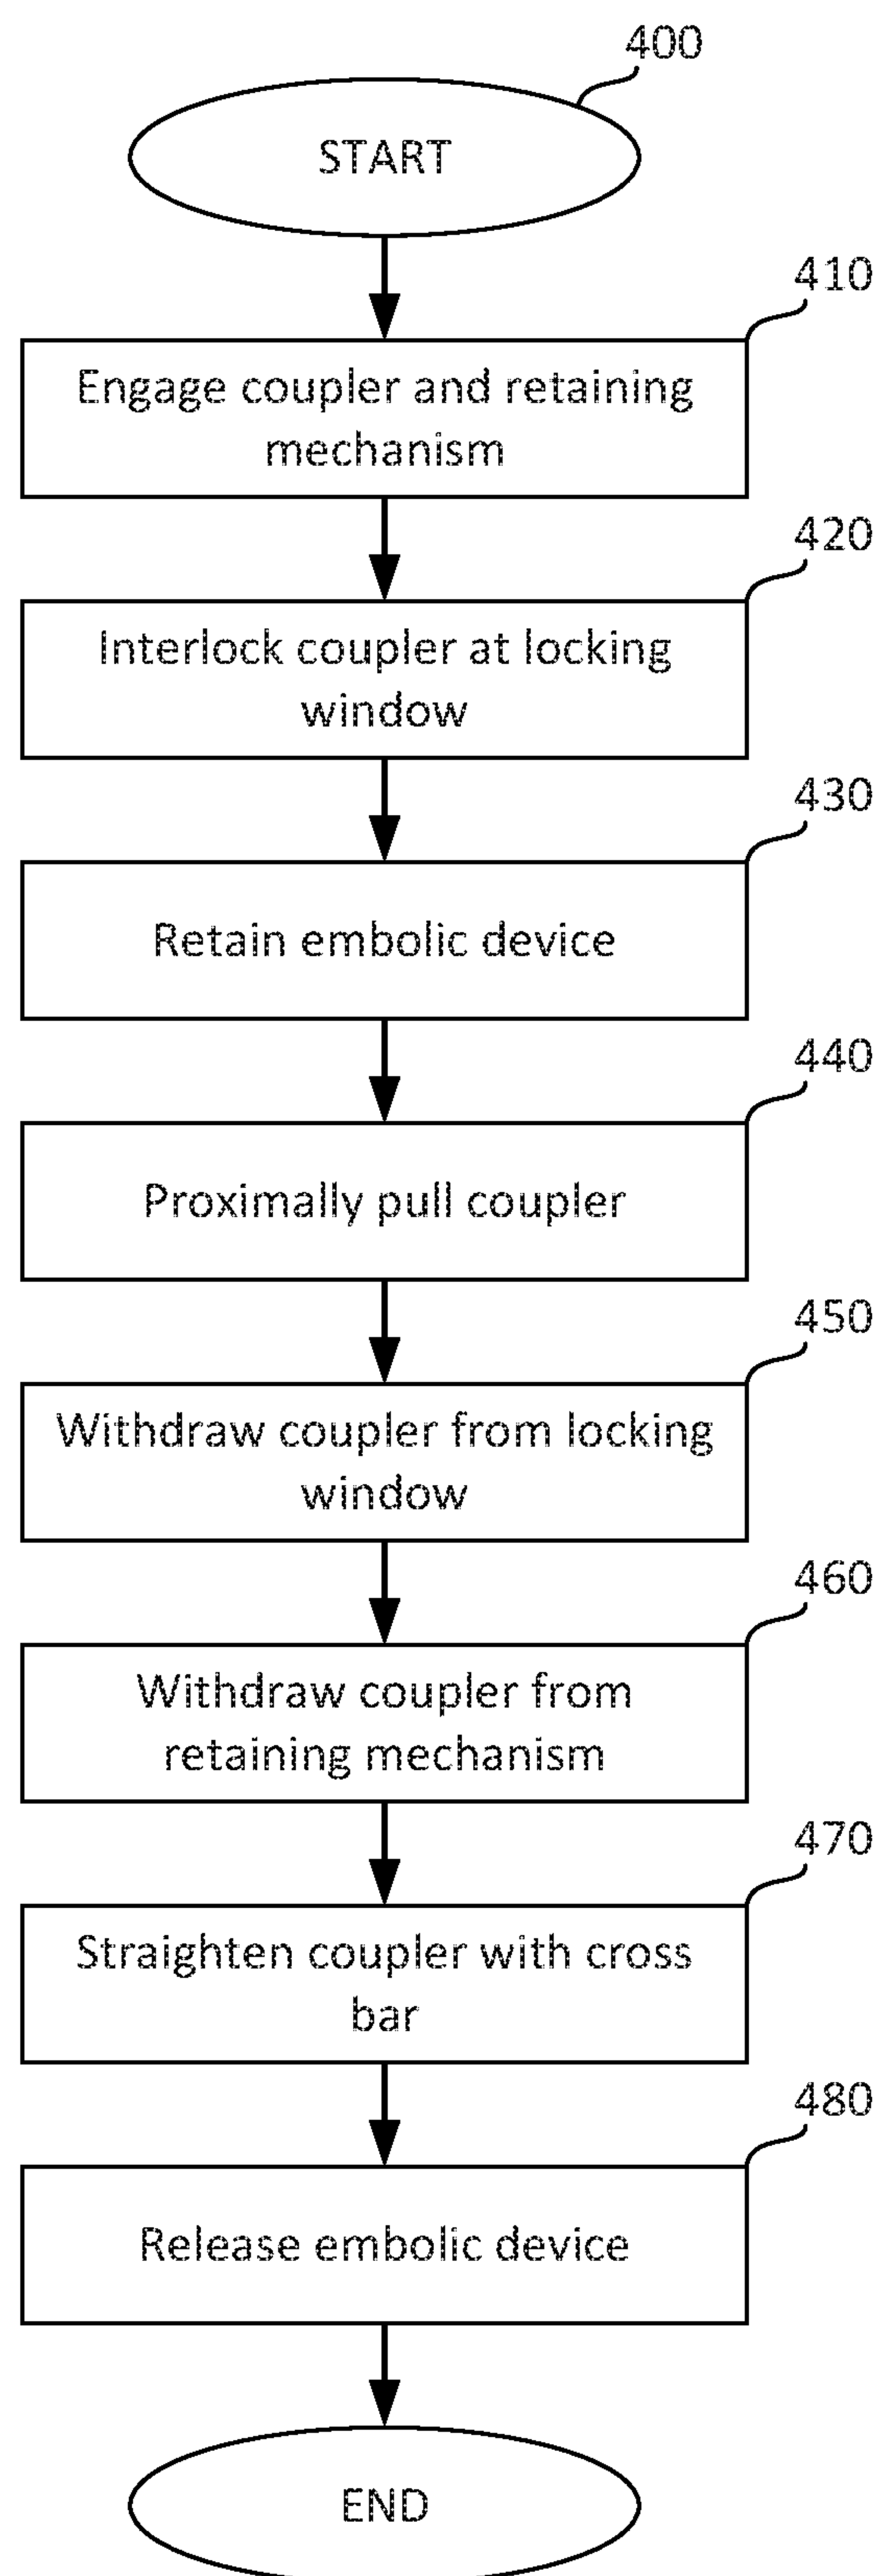 400
START
410
Engage coupler and retaining
mechanism
420
Interlock coupler at locking
window
430
Retain embolic device
440
Proximally pull coupler
450
Withdraw coupler from locking
window
460
Withdraw coupler from
retaining mechanism
470
Straighten coupler with cross
bar
480
Release embolic device
END